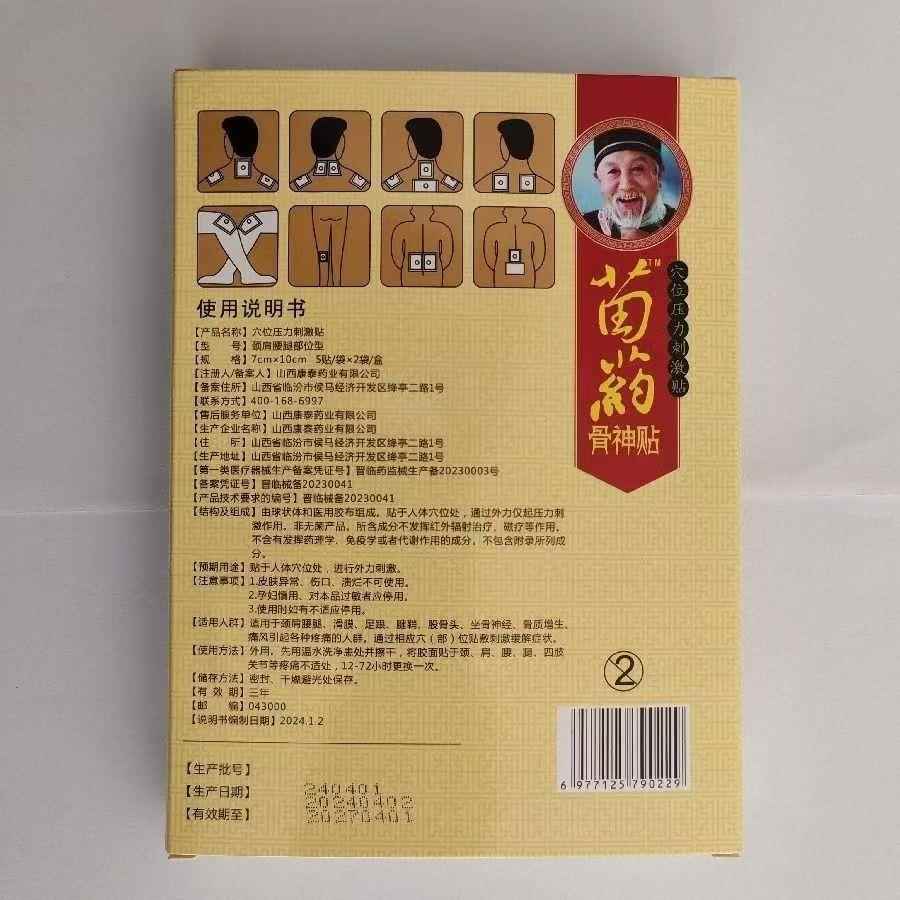 苗药
TM
穴位压力刺激贴
骨神贴
使用说明书
【产品名称】穴位压力刺激贴
【型 号】颈肩腰腿部位型
【规 格】7cm×10cm 5贴/袋×2袋/盒
【注册人/备案人】山西康泰药业有限公司
【备案住所】山西省临汾市侯马经济开发区绛亭二路1号
【联系方式】400-168-6997
【售后服务单位】山西康泰药业有限公司
【生产企业名称】山西康泰药业有限公司
【住 所】山西省临汾市侯马经济开发区绛亭二路1号
【生产地址】山西省临汾市侯马经济开发区绛亭二路1号
【第一类医疗器械生产备案凭证号】晋临药监械生产备20230003号
【备案凭证号】晋临械备20230041
【产品技术要求的编号】晋临械备20230041
【结构及组成】由球状体和医用胶布组成。贴于人体穴位处，通过外力仅起压力刺
激作用。非无菌产品。所含成分不发挥红外辐射治疗、磁疗等作用。
不含有发挥药理学、免疫学或者代谢作用的成分。不包含附录所列成
分。
【预期用途】贴于人体穴位处，进行外力刺激。
【注意事项】1.皮肤异常、伤口、溃烂不可使用。
2.孕妇慎用、对本品过敏者应停用。
3.使用时如有不适应停用。
【适用人群】适用于颈肩腰腿、滑膜、足跟、腱鞘、股骨头、坐骨神经、骨质增生、
痛风引起各种疼痛的人群。通过相应穴（部）位贴敷刺激缓解症状。
【使用方法】外用，先用温水洗净患处并擦干，将胶面贴于颈、肩、腰、腿、四肢
关节等疼痛不适处，12-72小时更换一次。
【储存方法】密封、干燥避光处保存。
【有 效 期】三年
【邮 编】043000
【说明书编制日期】2024.1.2
【生产批号】240401
【生产日期】20240402
【有效期至】20270401
2
6 977125 790229